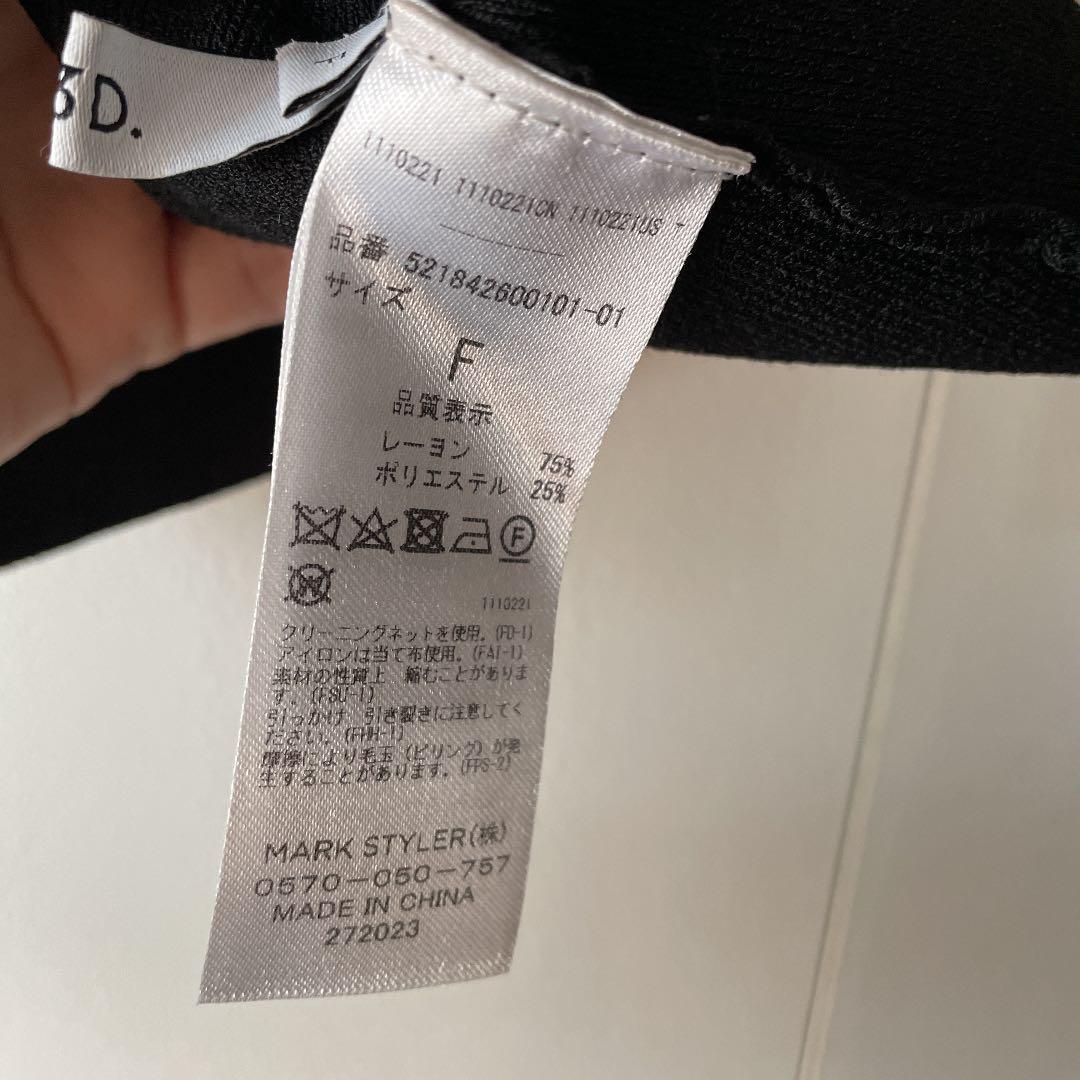 3D.
1110221 1110221CN 1110221US -
品番 521842600101-01
サイズ
F
品質表示
レーヨン 75%
ポリエステル 25%
F
W
1110221
クリーニングネットを使用。(FD-1)
アイロンは当て布使用。(FAI-1)
素材の性質上 縮むことがありま
す。(FSU-1)
引っかけ 引き裂きに注意してく
ださい。(FHH-1)
摩擦により毛玉(ピリング)が発
生することがあります。(FPS-2)
MARK STYLER(株)
0570-050-757
MADE IN CHINA
272023